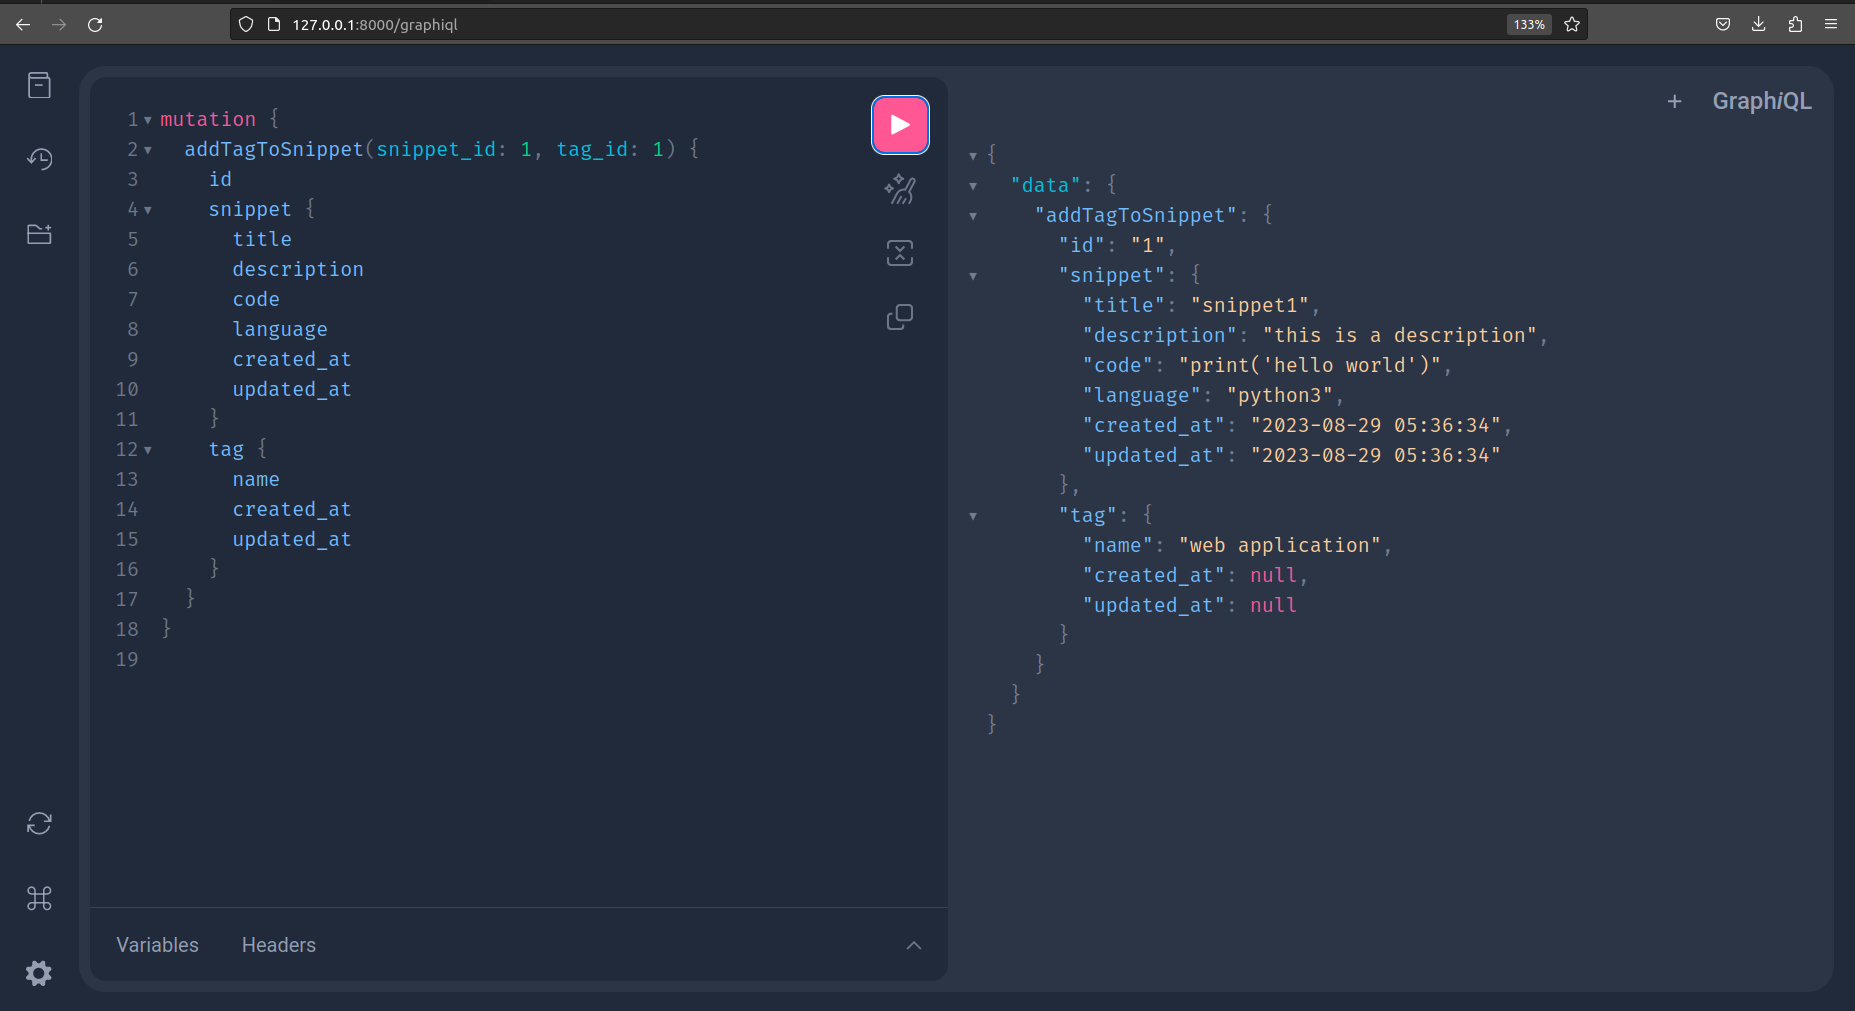 127.0.0.1:8000/graphiql
133%
1 mutation {
2 addTagToSnippet(snippet_id: 1, tag_id: 1) {
3 id
4 snippet {
5 title
6 description
7 code
8 language
9 created_at
10 updated_at
11 }
12 tag {
13 name
14 created_at
15 updated_at
16 }
17 }
18 }
19
Variables Headers
+ GraphiQL
{
"data": {
"addTagToSnippet": {
"id": "1",
"snippet": {
"title": "snippet1",
"description": "this is a description",
"code": "print('hello world')",
"language": "python3",
"created_at": "2023-08-29 05:36:34",
"updated_at": "2023-08-29 05:36:34"
},
"tag": {
"name": "web application",
"created_at": null,
"updated_at": null
}
}
}
}